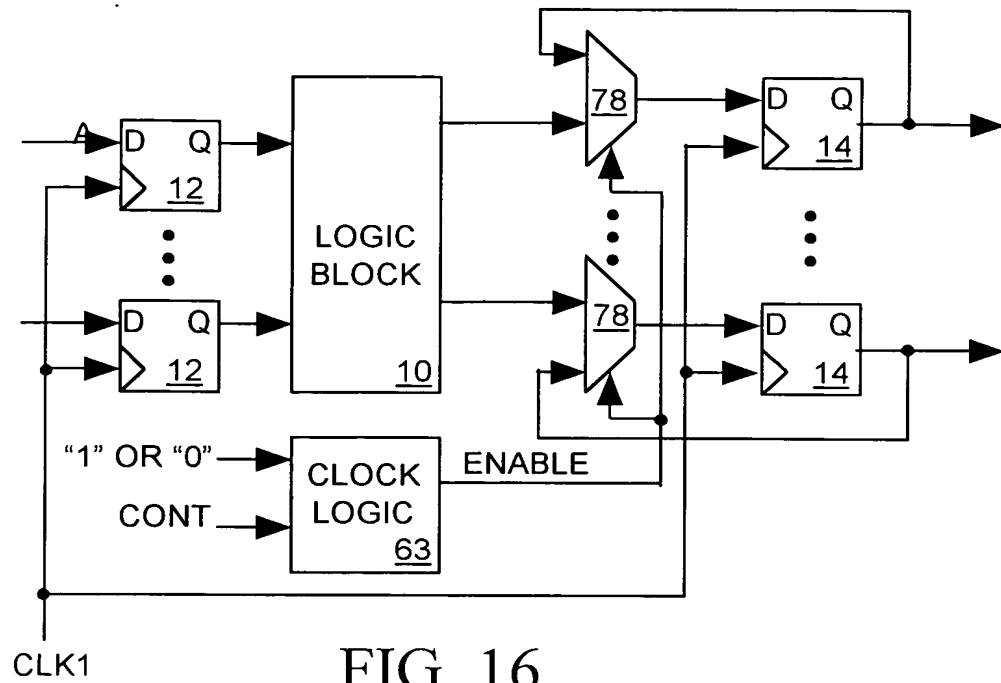 78
D Q
14
A
D Q
12
LOGIC
BLOCK
10
78
D Q
14
D Q
12
"1" OR "0"
CONT
CLOCK
LOGIC
63
ENABLE
CLK1
FIG. 16